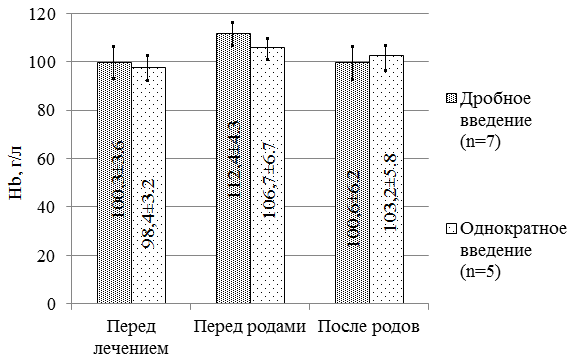 Hb, г/л
120
100
80
60
40
20
0
100,3±3.6
98,4±3.2
112,4±4.3
106,7±6.7
100,6±6.2
103,2±5.8
Перед
лечением
Перед родами
После родов
Дробное
введение
(n=7)
Однократное
введение
(n=5)